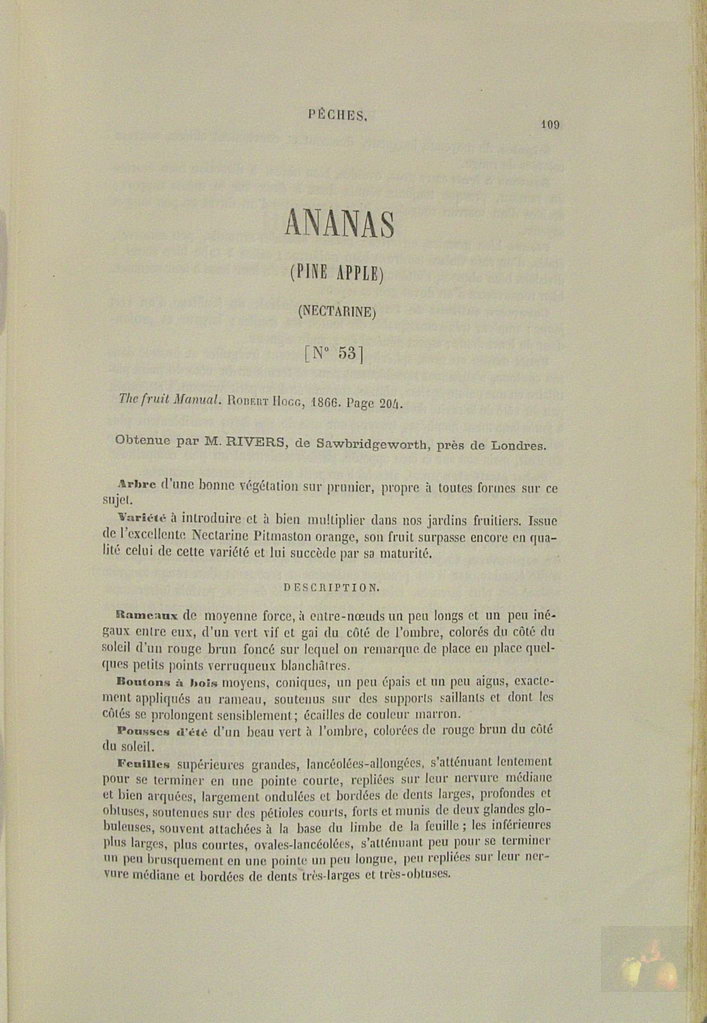 PÊCHES.
109
ANANAS
(PINE APPLE)
(NECTARINE)
[N° 53]
The fruit Manual. ROBERT HOGG, 1866. Page 204.
Obtenue par M. RIVERS, de Sawbridgeworth, près de Londres.
Arbre d'une bonne végétation sur prunier, propre à toutes formes sur ce
sujet.
Variété à introduire et à bien multiplier dans nos jardins fruitiers. Issue
de l'excellente Nectarine Pitmaston orange, son fruit surpasse encore en qua-
lité celui de cette variété et lui succède par sa maturité.
DESCRIPTION.
Rameaux de moyenne force, à entre-nœuds un peu longs et un peu iné-
gaux entre eux, d'un vert vif et gai du côté de l'ombre, colorés du côté du
soleil d'un rouge brun foncé sur lequel on remarque de place en place quel-
ques petits points verruqueux blanchâtres.
Boutons à bois moyens, coniques, un peu épais et un peu aigus, exacte-
ment appliqués au rameau, soutenus sur des supports saillants et dont les
côtés se prolongent sensiblement; écailles de couleur marron.
Pousses d'été d'un beau vert à l'ombre, colorées de rouge brun du côté
du soleil.
Feuilles supérieures grandes, lancéolées-allongées, s'atténuant lentement
pour se terminer en une pointe courte, repliées sur leur nervure médiane
et bien arquées, largement ondulées et bordées de dents larges, profondes et
obtuses, soutenues sur des pétioles courts, forts et munis de deux glandes glo-
buleuses, souvent attachées à la base du limbe de la feuille; les inférieures
plus larges, plus courtes, ovales-lancéolées, s'atténuant peu pour se terminer
un peu brusquement en une pointe un peu longue, peu repliées sur leur ner-
vure médiane et bordées de dents très-larges et très-obtuses.